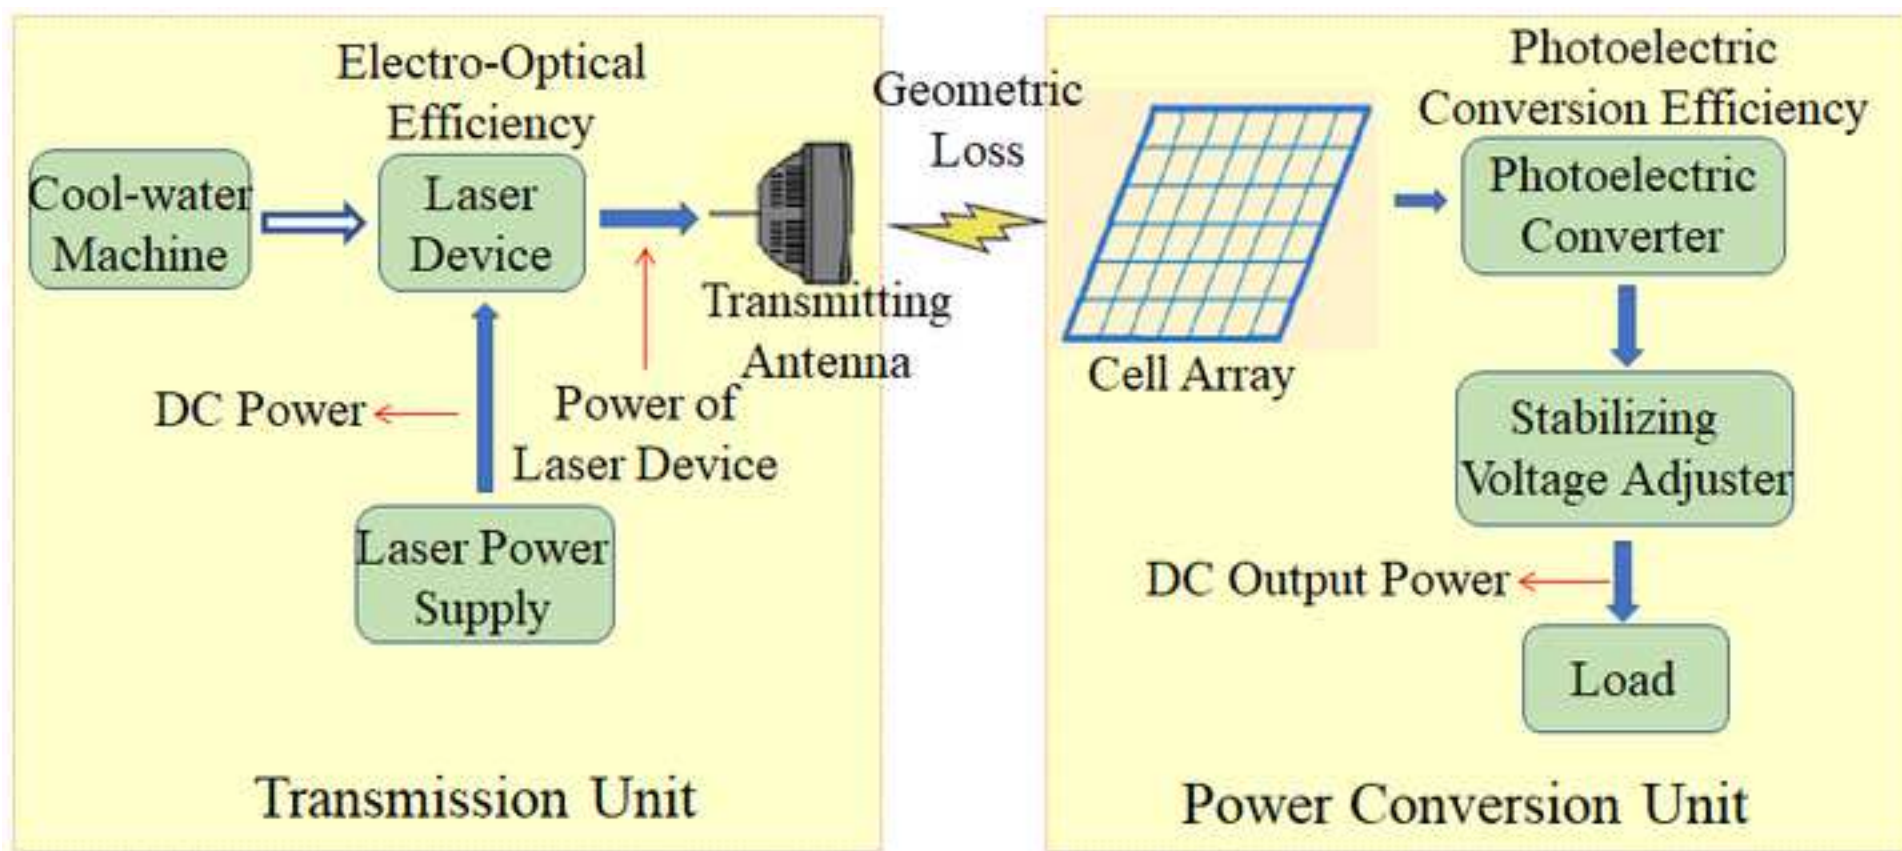 Electro-Optical
Efficiency
Cool-water
Machine
Laser
Device
Transmitting
Antenna
DC Power
Power of
Laser Device
Laser Power
Supply
Transmission Unit
Geometric
Loss
Photoelectric
Conversion Efficiency
Photoelectric
Converter
Cell Array
Stabilizing
Voltage Adjuster
DC Output Power
Load
Power Conversion Unit